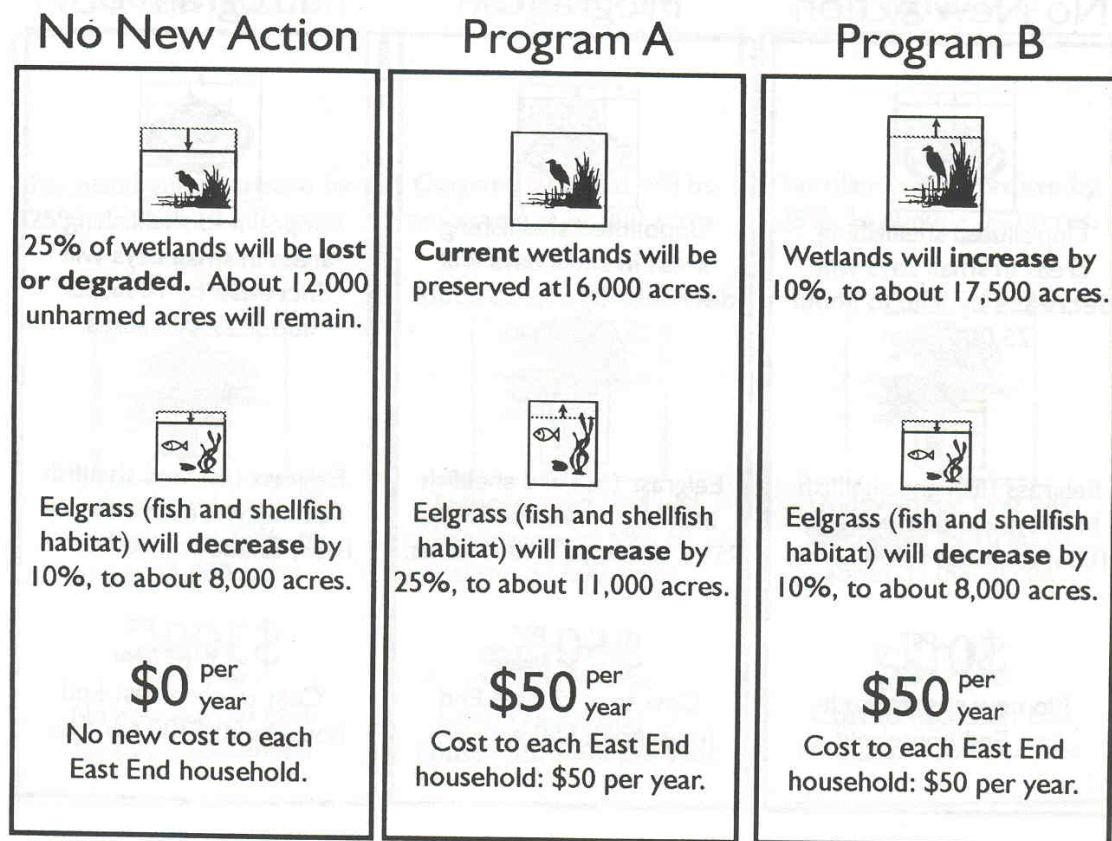 No New Action
25% of wetlands will be lost
or degraded. About 12,000
unharmed acres will remain.
Eelgrass (fish and shellfish
habitat) will decrease by
10%, to about 8,000 acres.
$0 per
year
No new cost to each
East End household.
Program A
Current wetlands will be
preserved at16,000 acres.
Eelgrass (fish and shellfish
habitat) will increase by
25%, to about 11,000 acres.
$50 per
year
Cost to each East End
household: $50 per year.
Program B
Wetlands will increase by
10%, to about 17,500 acres.
Eelgrass (fish and shellfish
habitat) will decrease by
10%, to about 8,000 acres.
$50 per
year
Cost to each East End
household: $50 per year.